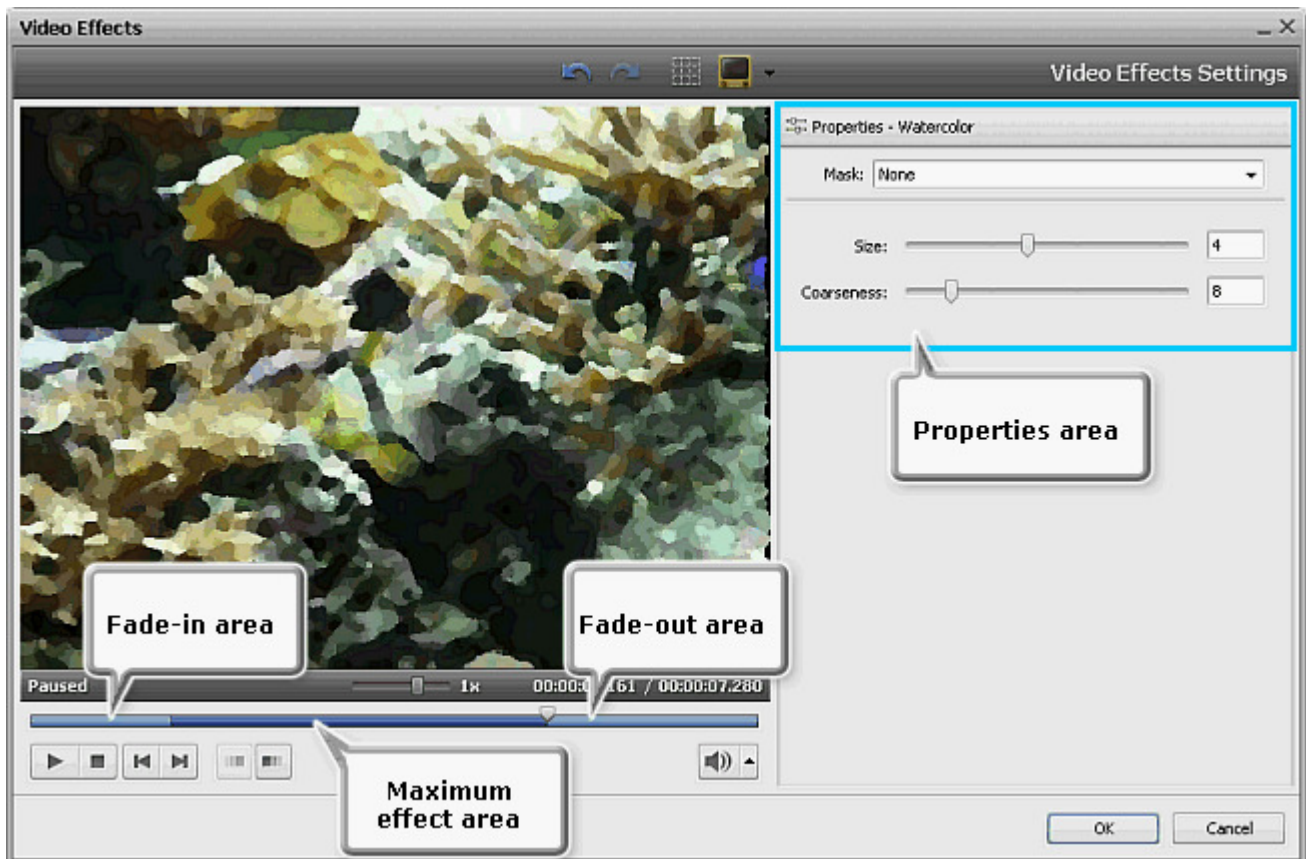 Video Effects
Video Effects Settings
Properties - Watercolor
Mask: None
Size: 4
Coarseness: 8
Properties area
Fade-in area
Fade-out area
Paused 1x 161 / 00:00:07.280
Maximum
effect area
OK Cancel